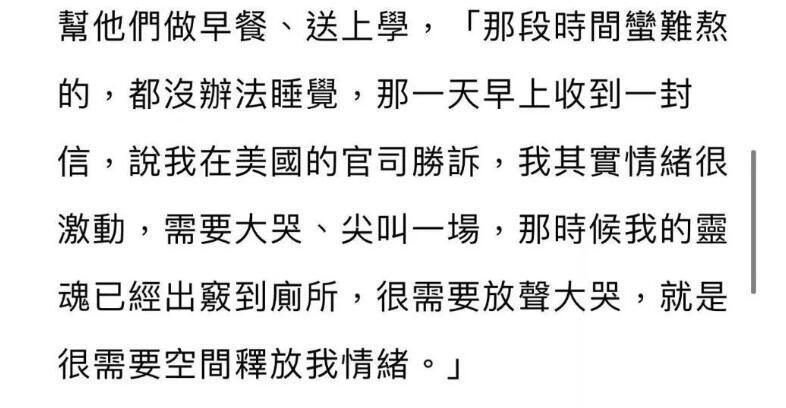 幫他們做早餐、送上學，「那段時間蠻難熬
的，都沒辦法睡覺，那一天早上收到一封
信，說我在美國的官司勝訴，我其實情緒很
激動，需要大哭、尖叫一場，那時候我的靈
魂已經出竅到廁所，很需要放聲大哭，就是
很需要空間釋放我情緒。」